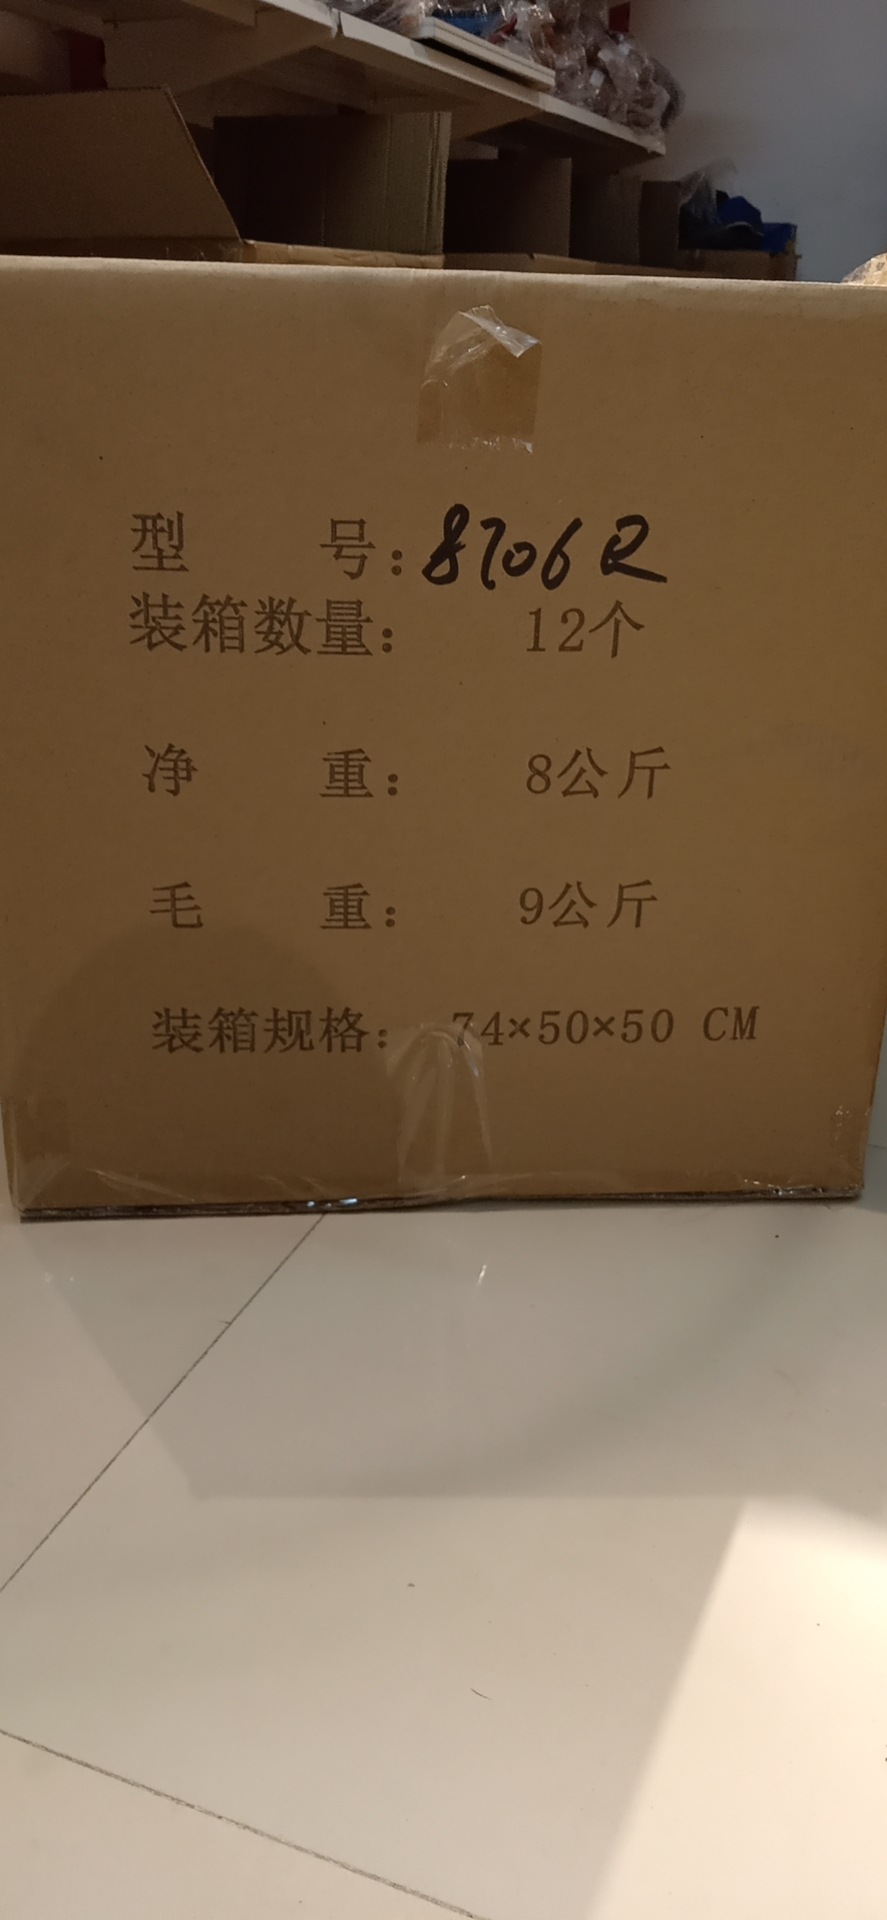 型 号：8706R
装箱数量： 12个
净 重： 8公斤
毛 重： 9公斤
装箱规格： 74×50×50 CM